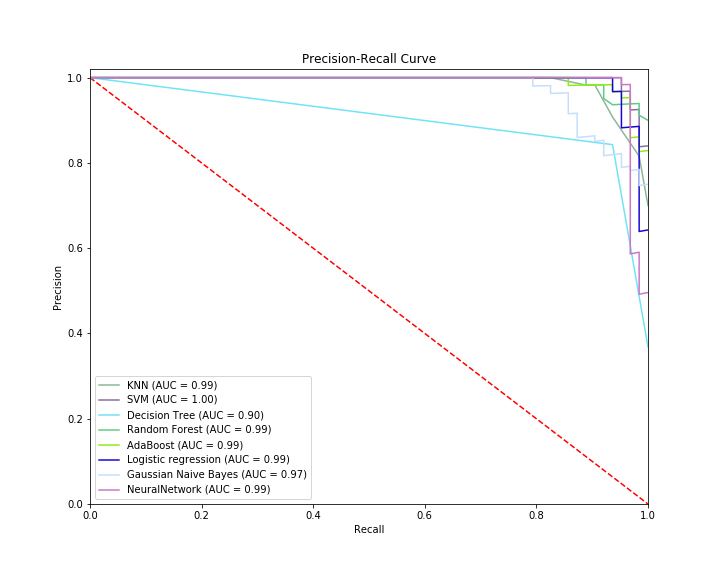 Precision-Recall Curve
1.0
0.8
0.6
0.4
0.2
0.0
Precision
KNN (AUC = 0.99)
SVM (AUC = 1.00)
Decision Tree (AUC = 0.90)
Random Forest (AUC = 0.99)
AdaBoost (AUC = 0.99)
Logistic regression (AUC = 0.99)
Gaussian Naive Bayes (AUC = 0.97)
NeuralNetwork (AUC = 0.99)
0.0 0.2 0.4 0.6 0.8 1.0
Recall